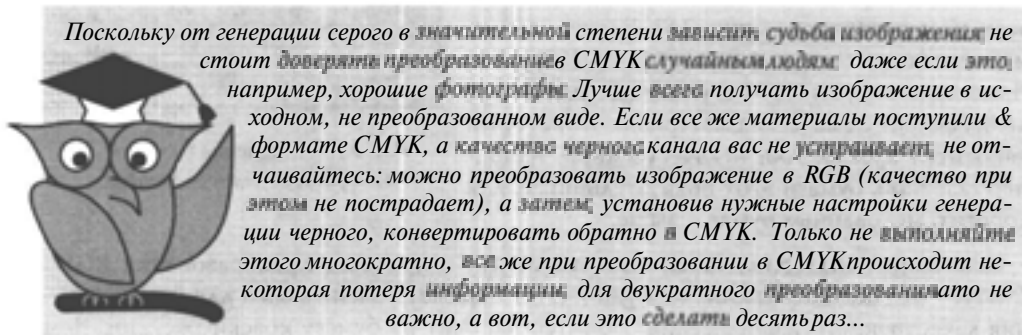 Поскольку от генерации серого в значительной степени зависит судьба изображения, не
стоит доверять преобразование в CMYK случайным людям, даже если это,
например, хорошие фотографы. Лучше всего получать изображение в ис-
ходном, не преобразованном виде. Если все же материалы поступили &
формате CMYK, а качество черного канала вас не устраивает, не от-
чаивайтесь: можно преобразовать изображение в RGB (качество при
этом не пострадает), а затем, установив нужные настройки генера-
ции черного, конвертировать обратно в CMYK. Только не выполняйте
этого многократно, все же при преобразовании в CMYK происходит не-
которая потеря информации, для двукратного преобразования это не
важно, а вот, если это сделать десять раз...